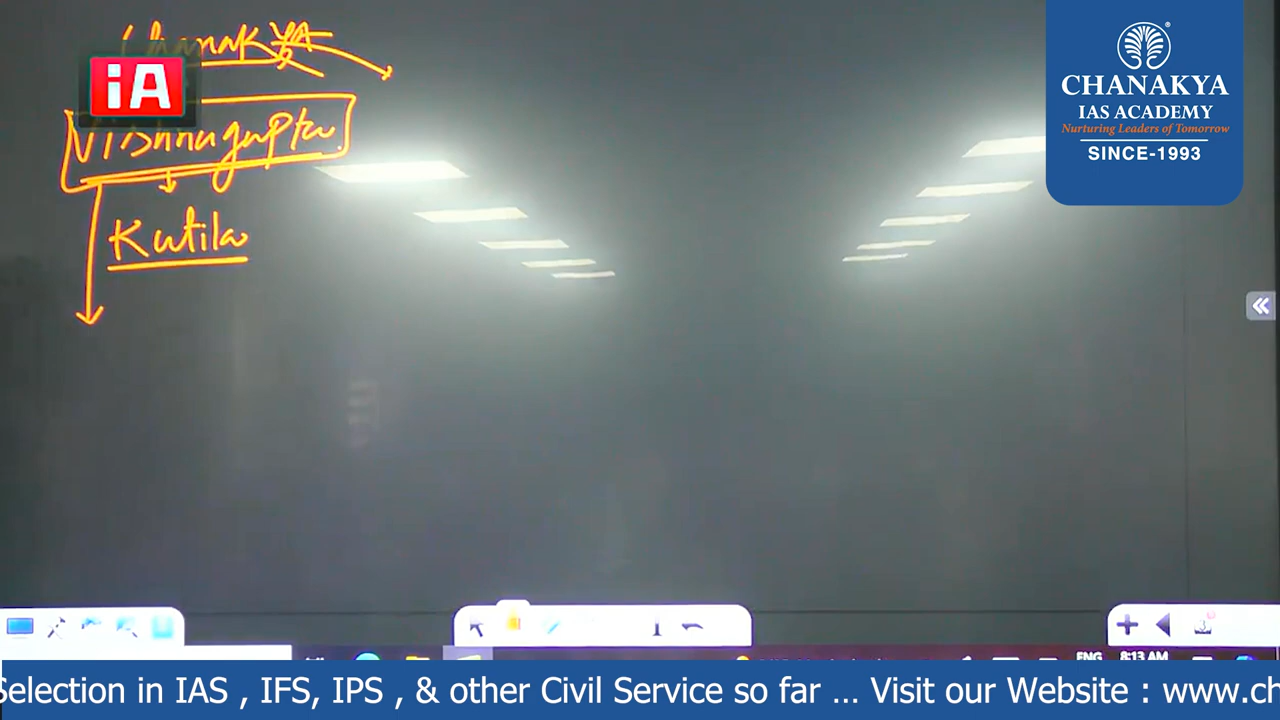 Chanakya
iA
Vishnugupta
Kutila
CHANAKYA
IAS ACADEMY
Nurturing Leaders of Tomorrow
SINCE-1993
ENG
8:13 AM
Selection in IAS , IFS, IPS , & other Civil Service so far ... Visit our Website : www.ch